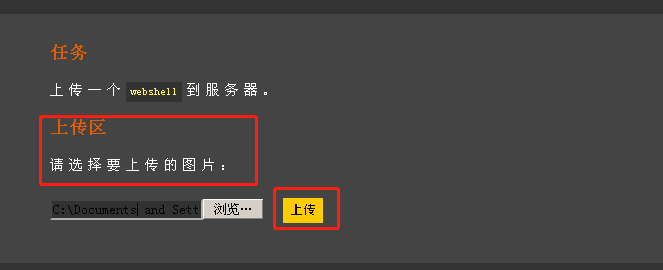 任务
上传一个 webshell 到服务器。
上传区
请选择要上传的图片：
C:\Documents and Sett 浏览… 上传